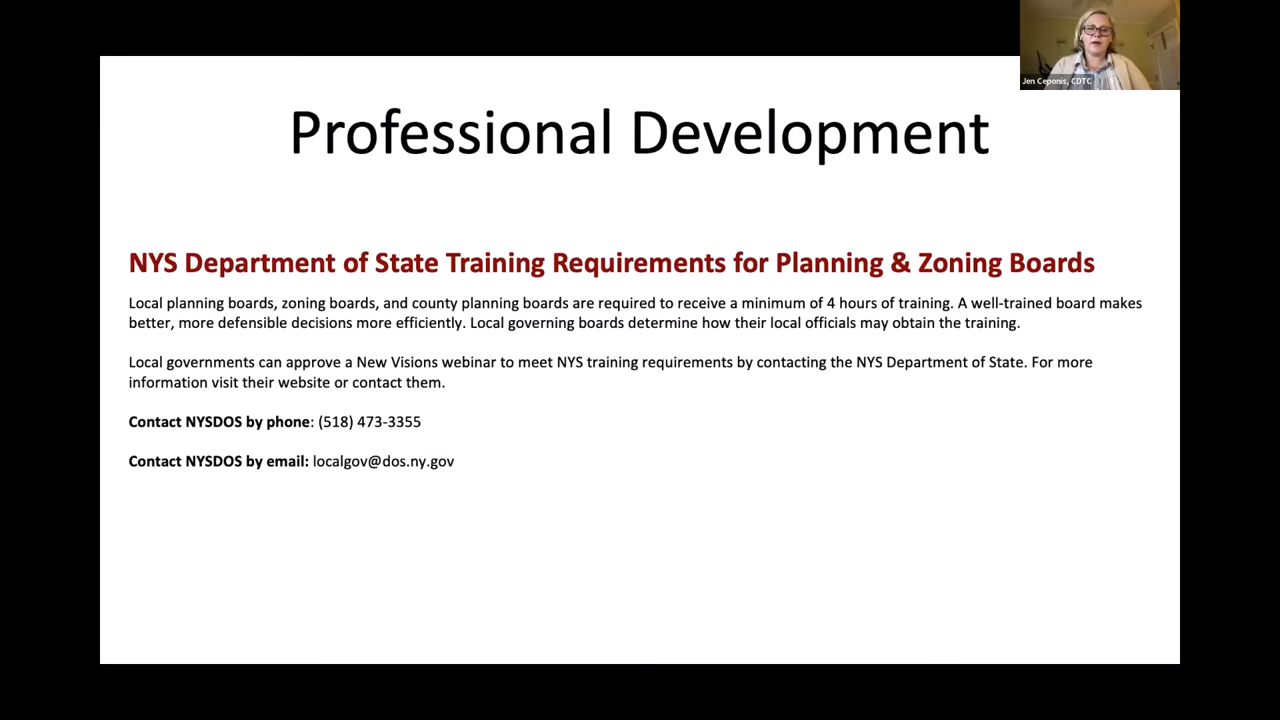 Jen Ceponis, CDTC
Professional Development
NYS Department of State Training Requirements for Planning & Zoning Boards
Local planning boards, zoning boards, and county planning boards are required to receive a minimum of 4 hours of training. A well-trained board makes
better, more defensible decisions more efficiently. Local governing boards determine how their local officials may obtain the training.
Local governments can approve a New Visions webinar to meet NYS training requirements by contacting the NYS Department of State. For more
information visit their website or contact them.
Contact NYSDOS by phone: (518) 473-3355
Contact NYSDOS by email: localgov@dos.ny.gov